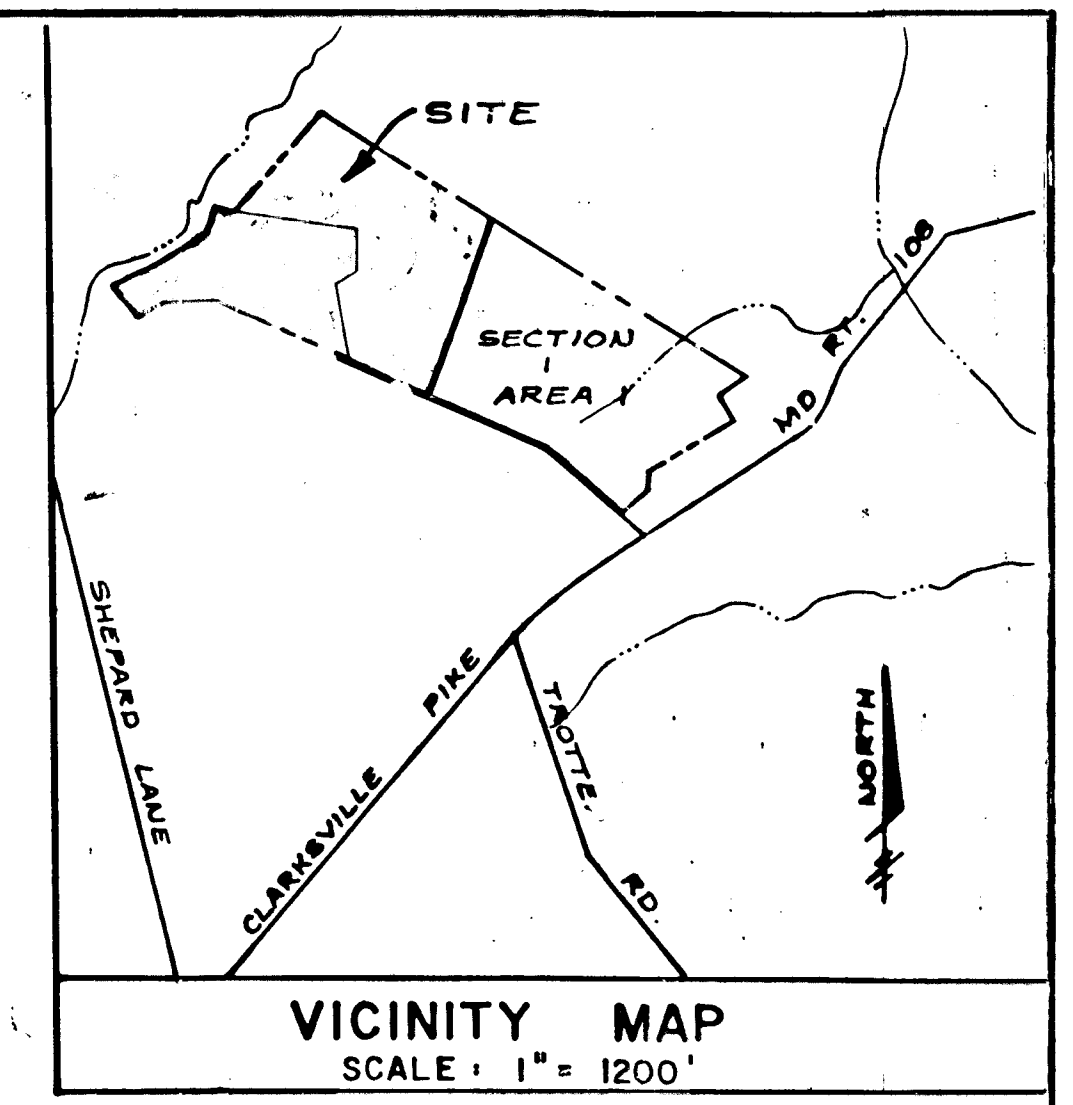 SITE
SECTION
1
AREA 1
MD RT. 108
SHEPARD LANE
CLARKSVILLE PIKE
TROTTE. RD.
NORTH
VICINITY MAP
SCALE : 1" = 1200'